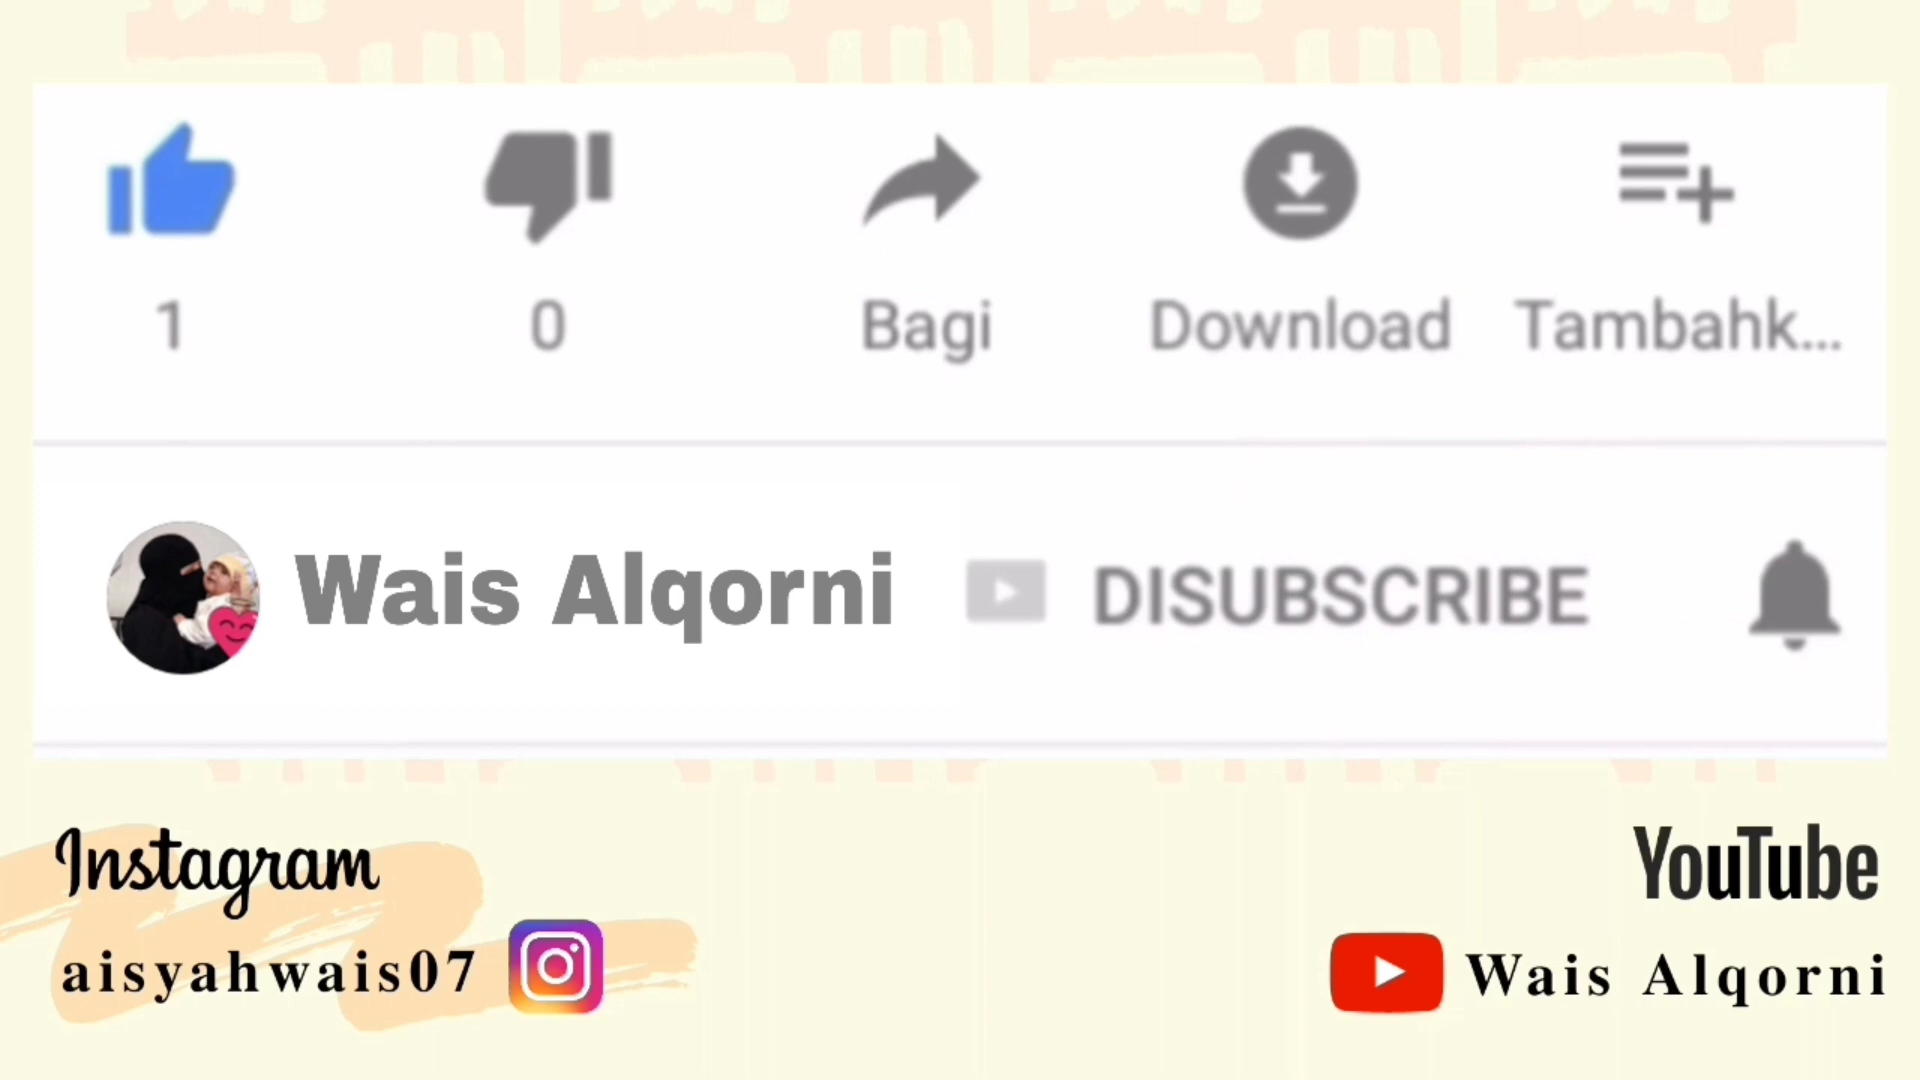 1 0 Bagi Download Tambahk...
Wais Alqorni DISUBSCRIBE
Instagram
aisyahwais07
YouTube
Wais Alqorni